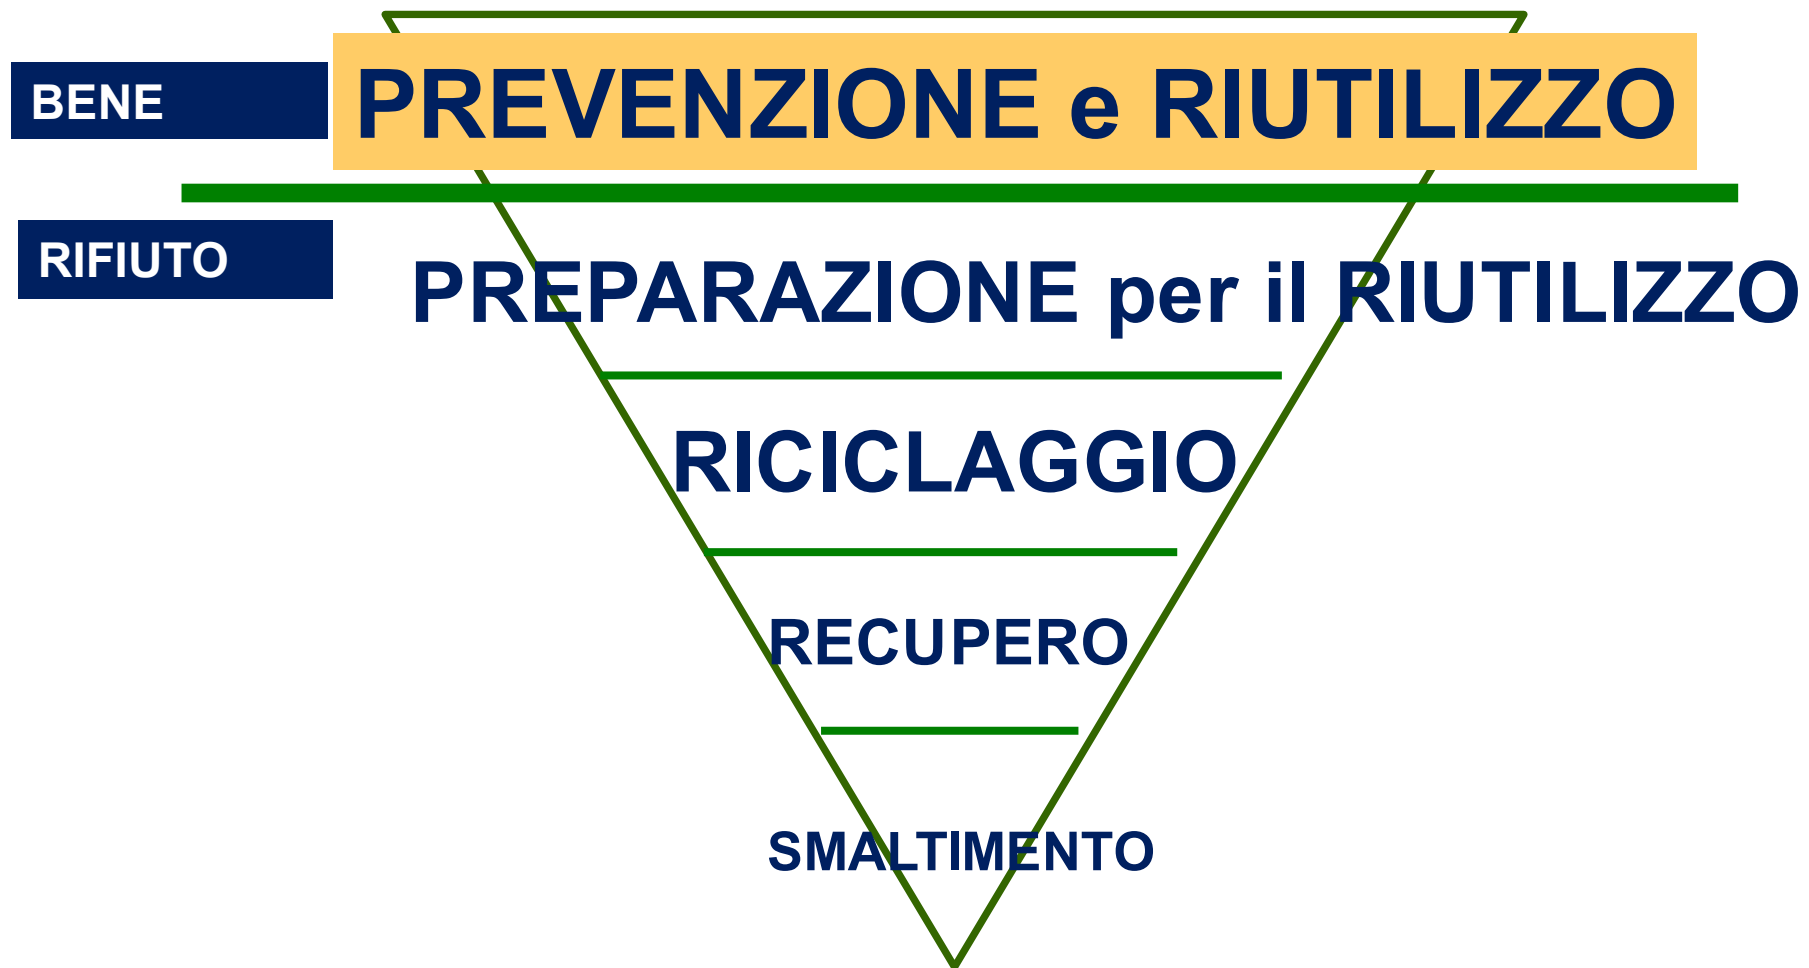 BENE
PREVENZIONE e RIUTILIZZO
RIFIUTO
PREPARAZIONE per il RIUTILIZZO
RICICLAGGIO
RECUPERO
SMALTIMENTO